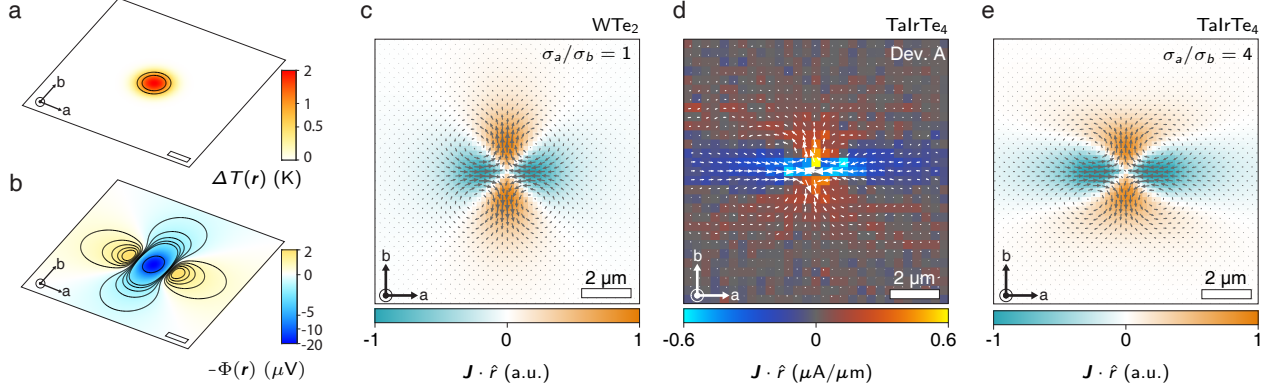 a
b
a
2
1
0.5
0
ΔT(r) (K)
b
b
a
2
0
-5
-10
-20
-Φ(r) (μV)
c
WTe₂
σa/σb = 1
b
a
2 μm
-1
0
1
J · r̂ (a.u.)
d
TaIrTe₄
Dev. A
b
a
2 μm
-0.6
0
0.6
J · r̂ (μA/μm)
e
TaIrTe₄
σa/σb = 4
b
a
2 μm
-1
0
1
J · r̂ (a.u.)